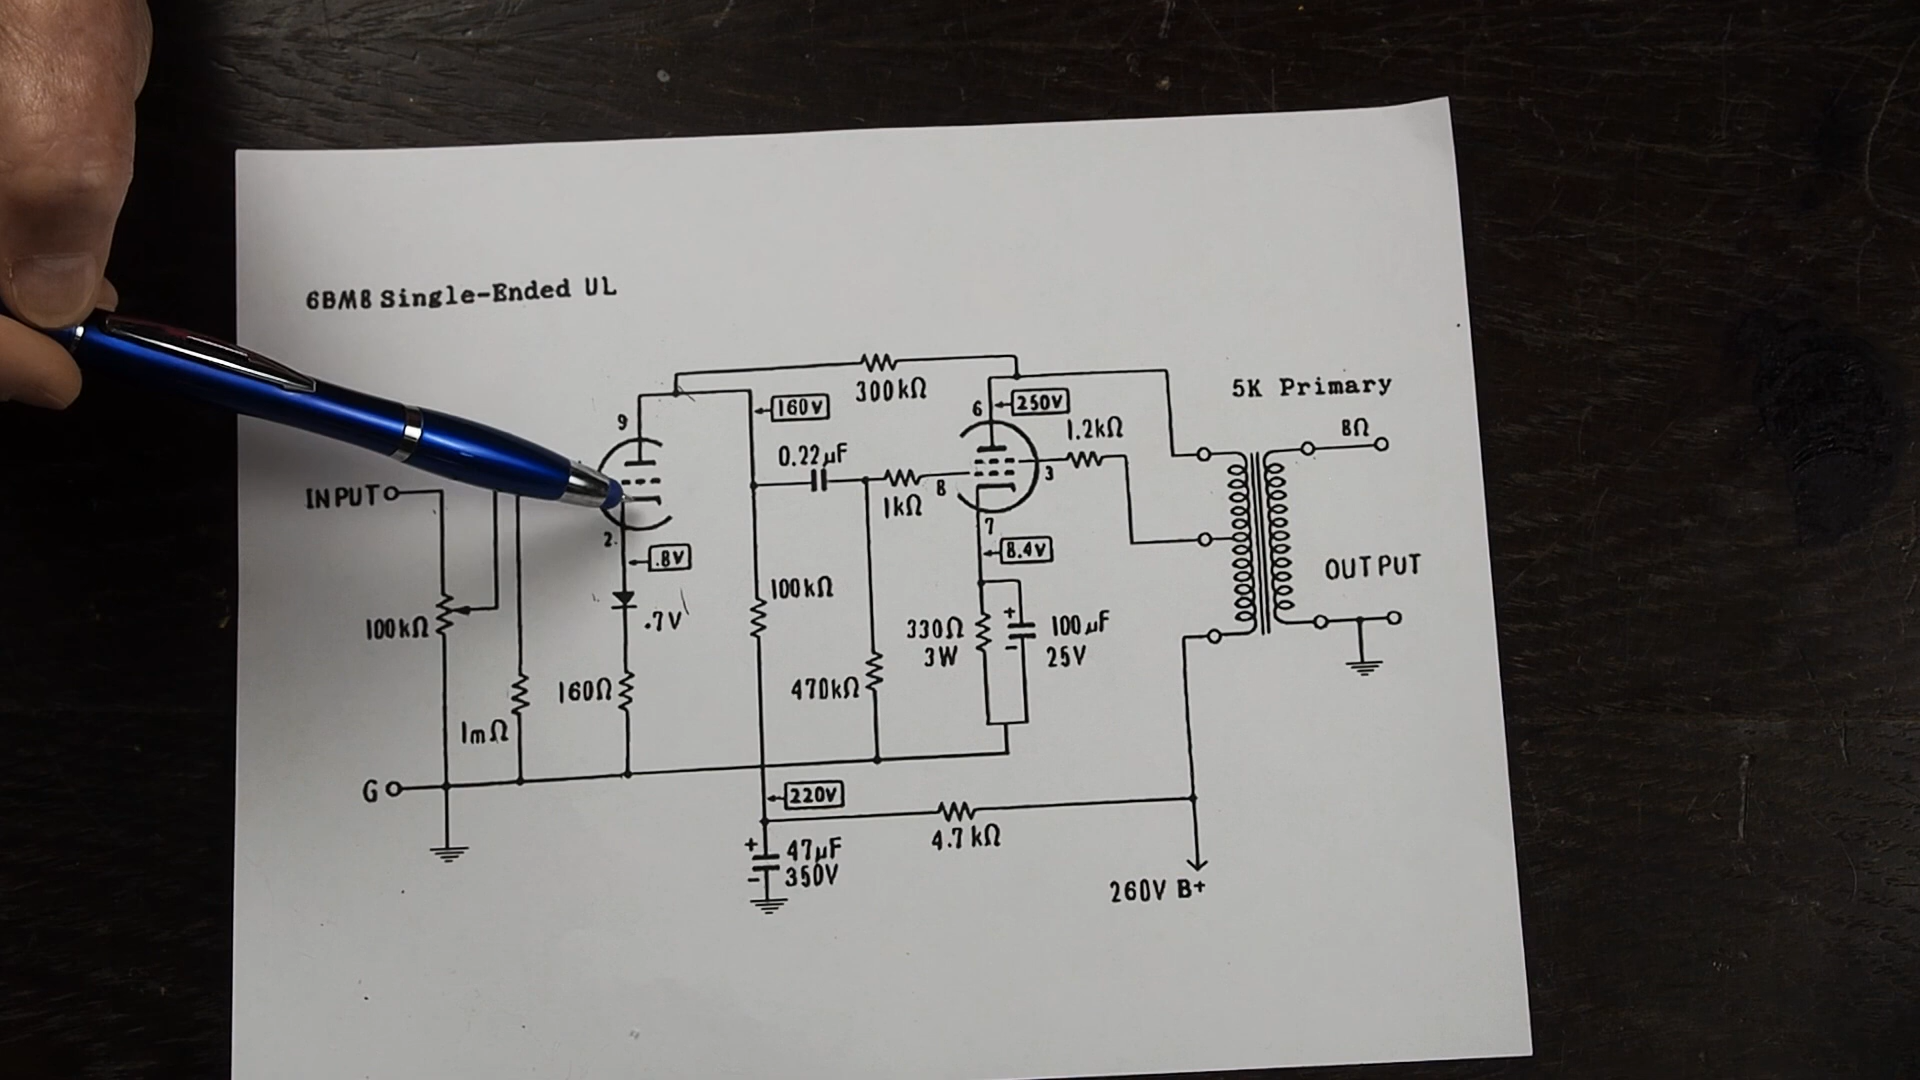 6BM8 Single-Ended UL
300kΩ
5K Primary
9
160V
6
250V
1.2kΩ
8Ω
0.22µF
INPUT
1kΩ
8
3
2.
.8V
7
8.4V
OUTPUT
100kΩ
.7V
100kΩ
330Ω
3W
+
-
100µF
25V
160Ω
470kΩ
1mΩ
G
220V
4.7kΩ
+
-
47µF
350V
260V B+